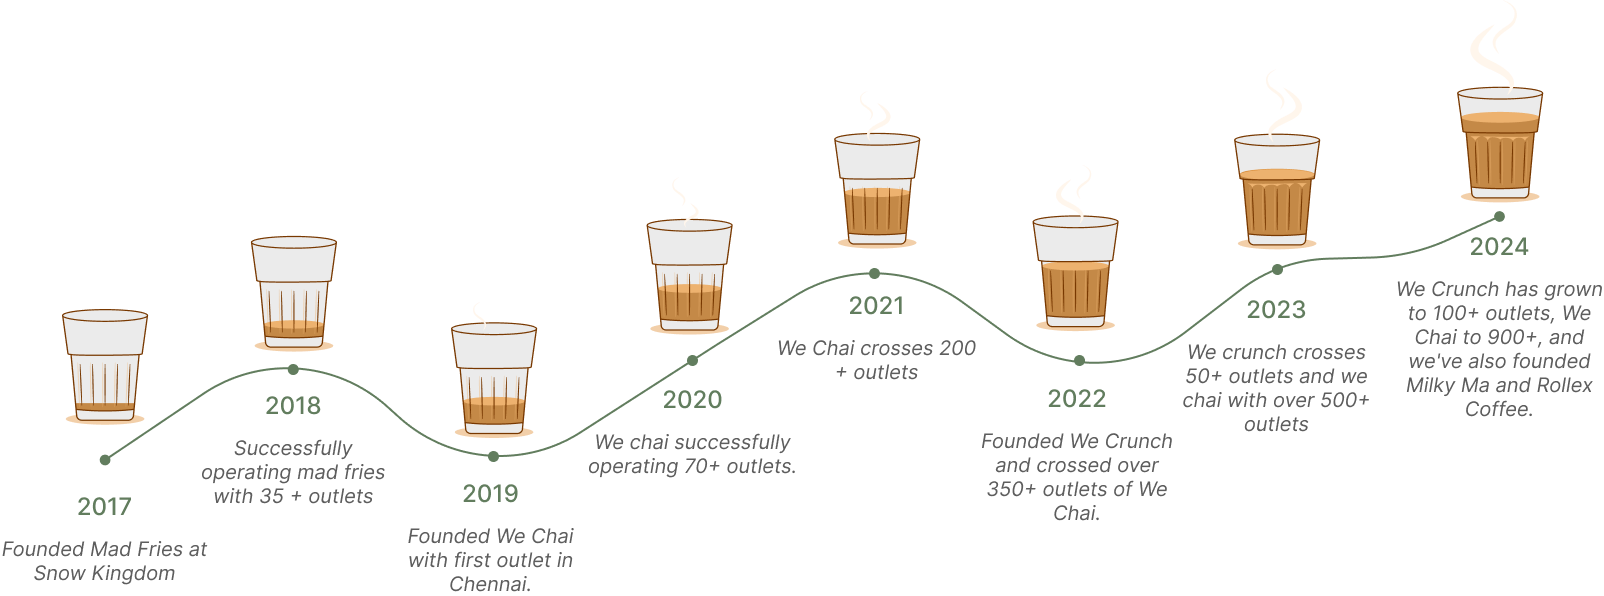 2017
Founded Mad Fries at
Snow Kingdom
2018
Successfully
operating mad fries
with 35 + outlets
2019
Founded We Chai
with first outlet in
Chennai.
2020
We chai successfully
operating 70+ outlets.
2021
We Chai crosses 200
+ outlets
2022
Founded We Crunch
and crossed over
350+ outlets of We
Chai.
2023
We crunch crosses
50+ outlets and we
chai with over 500+
outlets
2024
We Crunch has grown
to 100+ outlets, We
Chai to 900+, and
we've also founded
Milky Ma and Rollex
Coffee.